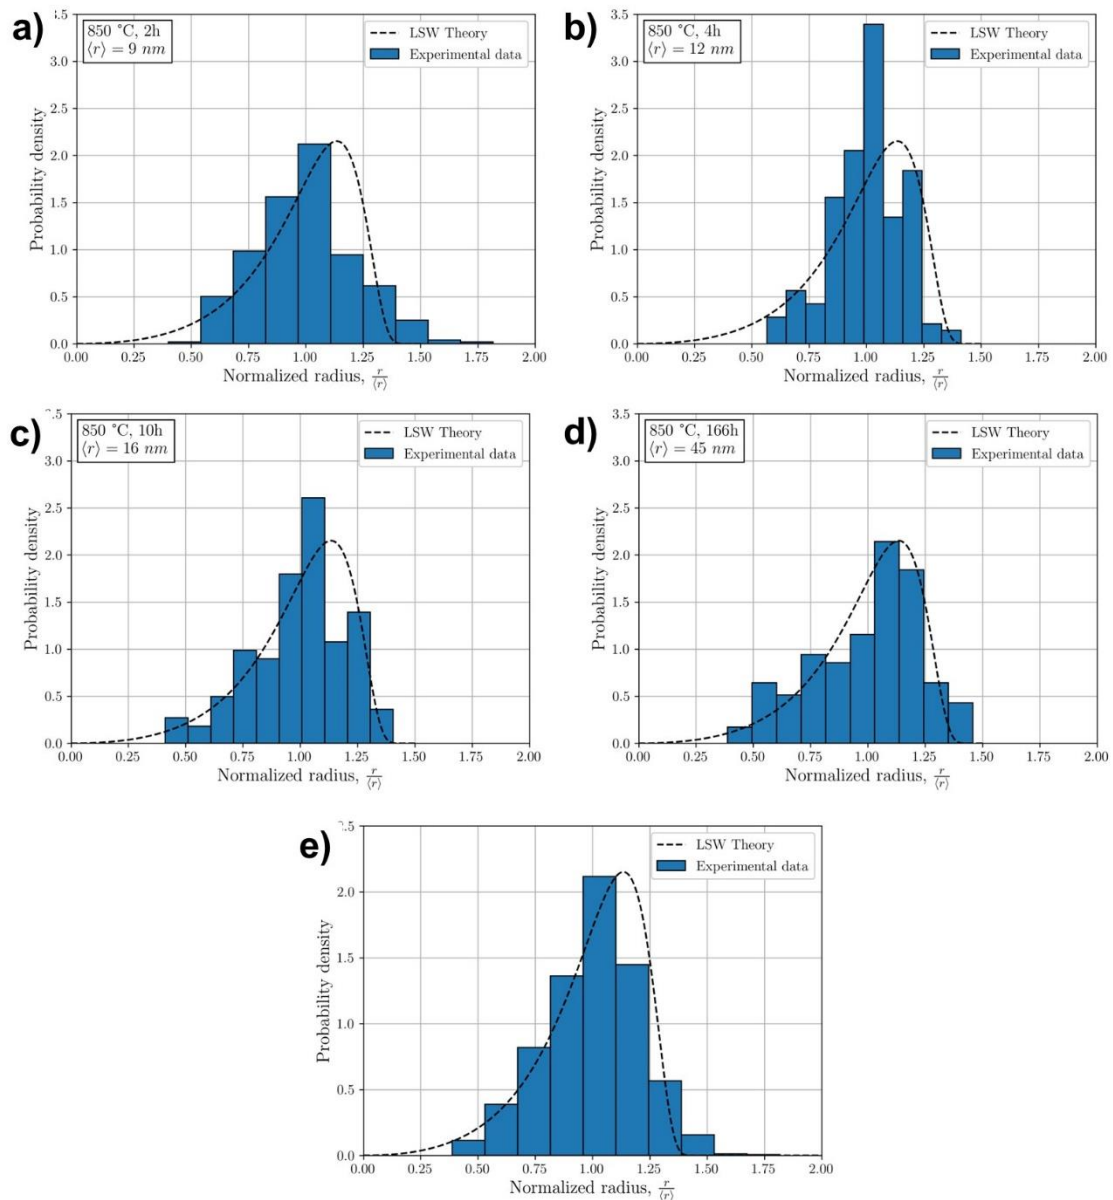 a)
850 °C, 2h
⟨r⟩ = 9 nm
LSW Theory
Experimental data
Probability density
.5
3.0
2.5
2.0
1.5
1.0
0.5
0.0
0.00 0.25 0.50 0.75 1.00 1.25 1.50 1.75 2.00
Normalized radius, r/⟨r⟩
b)
850 °C, 4h
⟨r⟩ = 12 nm
LSW Theory
Experimental data
Probability density
3.5
3.0
2.5
2.0
1.5
1.0
0.5
0.0
0.00 0.25 0.50 0.75 1.00 1.25 1.50 1.75 2.00
Normalized radius, r/⟨r⟩
c)
850 °C, 10h
⟨r⟩ = 16 nm
LSW Theory
Experimental data
Probability density
.5
3.0
2.5
2.0
1.5
1.0
0.5
0.0
0.00 0.25 0.50 0.75 1.00 1.25 1.50 1.75 2.00
Normalized radius, r/⟨r⟩
d)
850 °C, 166h
⟨r⟩ = 45 nm
LSW Theory
Experimental data
Probability density
3.5
3.0
2.5
2.0
1.5
1.0
0.5
0.0
0.00 0.25 0.50 0.75 1.00 1.25 1.50 1.75 2.00
Normalized radius, r/⟨r⟩
e)
LSW Theory
Experimental data
Probability density
.5
2.0
1.5
1.0
0.5
0.0
0.00 0.25 0.50 0.75 1.00 1.25 1.50 1.75 2.00
Normalized radius, r/⟨r⟩